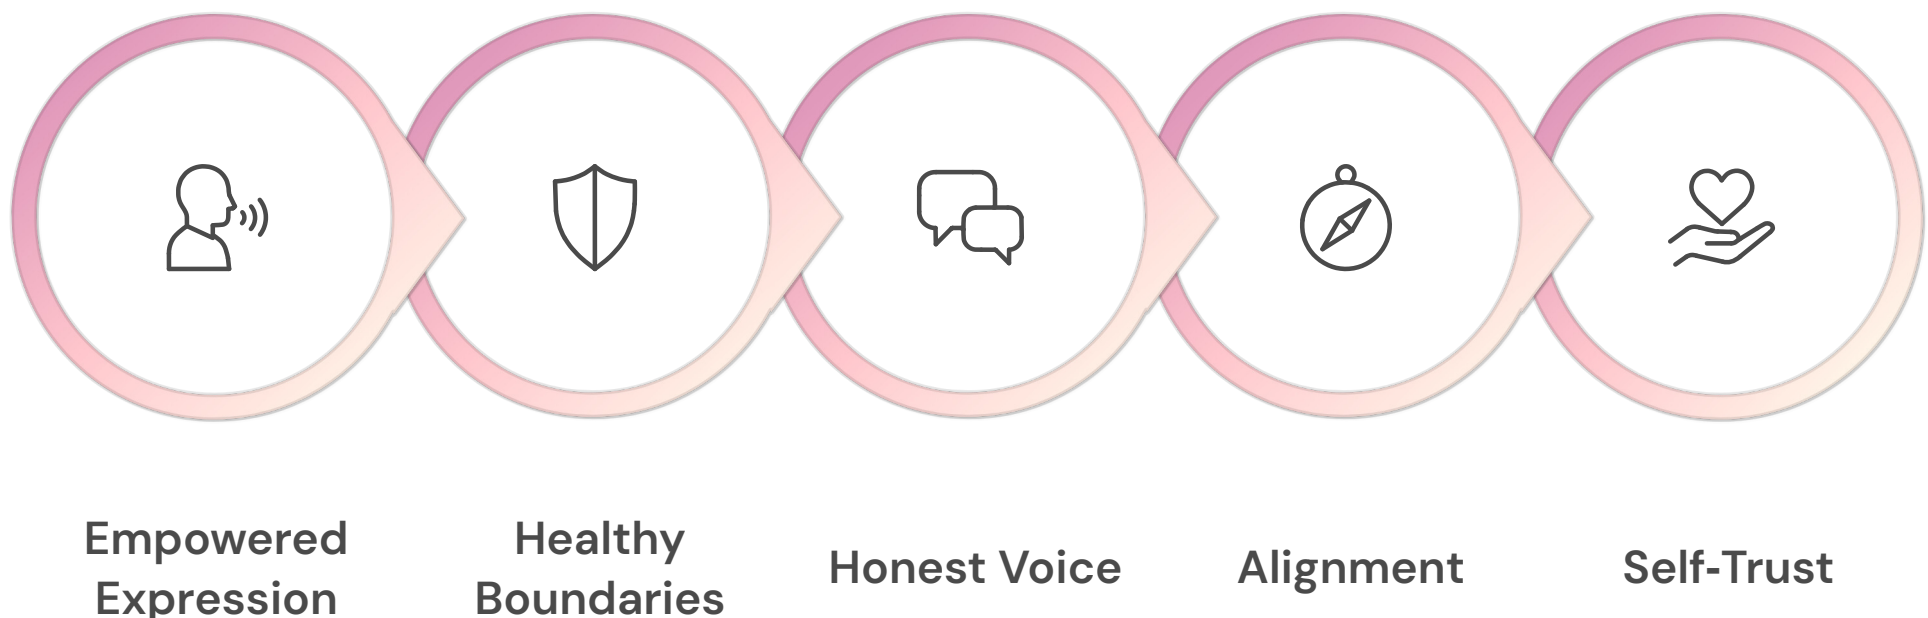 Empowered
Expression
Healthy
Boundaries
Honest Voice
Alignment
Self-Trust